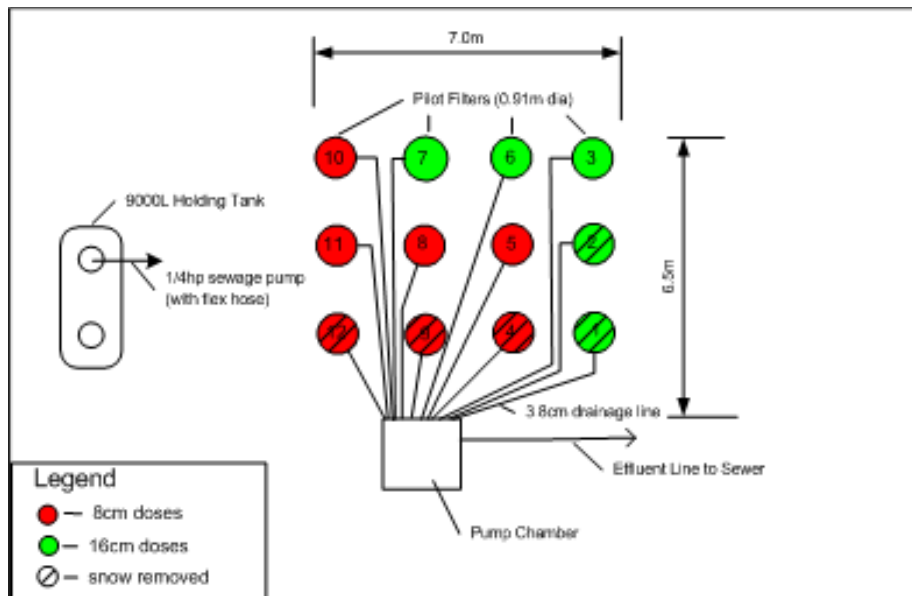 7.0m
Pilot Filters (0.91m dia)
10
7
6
3
9000L Holding Tank
11
8
5
2
1/4hp sewage pump
(with flex hose)
6.5m
12
9
4
1
3.8cm drainage line
Effluent Line to Sewer
Pump Chamber
Legend
8cm doses
16cm doses
snow removed